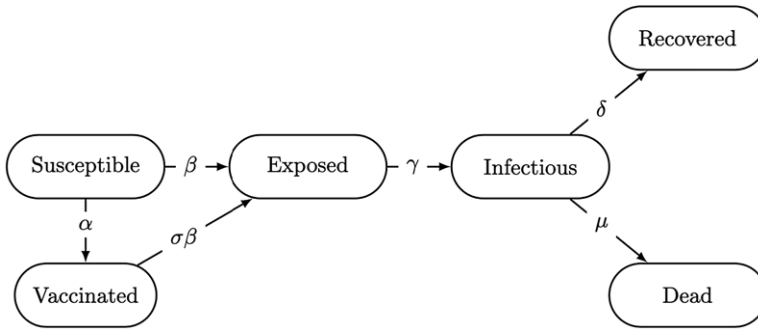 Recovered
δ
Susceptible
β
Exposed
γ
Infectious
α
σβ
μ
Vaccinated
Dead